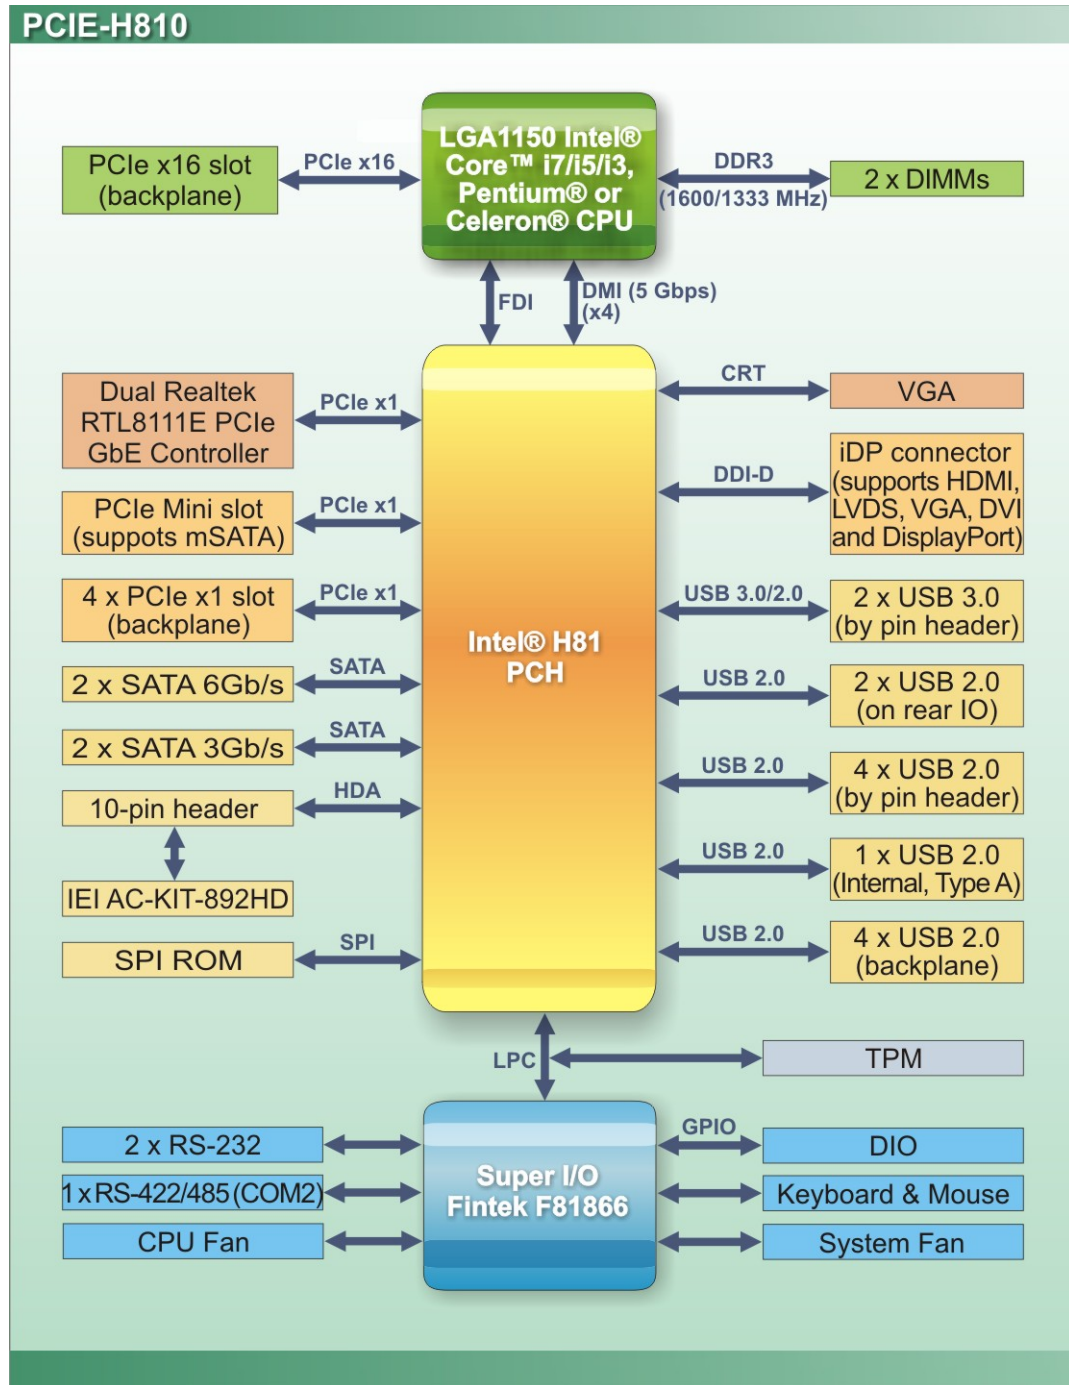 PCIE-H810
LGA1150 Intel®
Core™ i7/i5/i3,
Pentium® or
Celeron® CPU
PCIe x16 slot
(backplane)
PCIe x16
DDR3
(1600/1333 MHz)
2 x DIMMs
FDI
DMI (5 Gbps)
(x4)
Dual Realtek
RTL8111E PCIe
GbE Controller
PCIe x1
CRT
VGA
PCIe Mini slot
(suppots mSATA)
PCIe x1
DDI-D
iDP connector
(supports HDMI,
LVDS, VGA, DVI
and DisplayPort)
4 x PCIe x1 slot
(backplane)
PCIe x1
USB 3.0/2.0
2 x USB 3.0
(by pin header)
Intel® H81
PCH
2 x SATA 6Gb/s
SATA
USB 2.0
2 x USB 2.0
(on rear IO)
2 x SATA 3Gb/s
SATA
USB 2.0
4 x USB 2.0
(by pin header)
10-pin header
HDA
IEI AC-KIT-892HD
USB 2.0
1 x USB 2.0
(Internal, Type A)
SPI ROM
SPI
USB 2.0
4 x USB 2.0
(backplane)
LPC
TPM
2 x RS-232
GPIO
DIO
Super I/O
Fintek F81866
1 x RS-422/485 (COM2)
Keyboard & Mouse
CPU Fan
System Fan